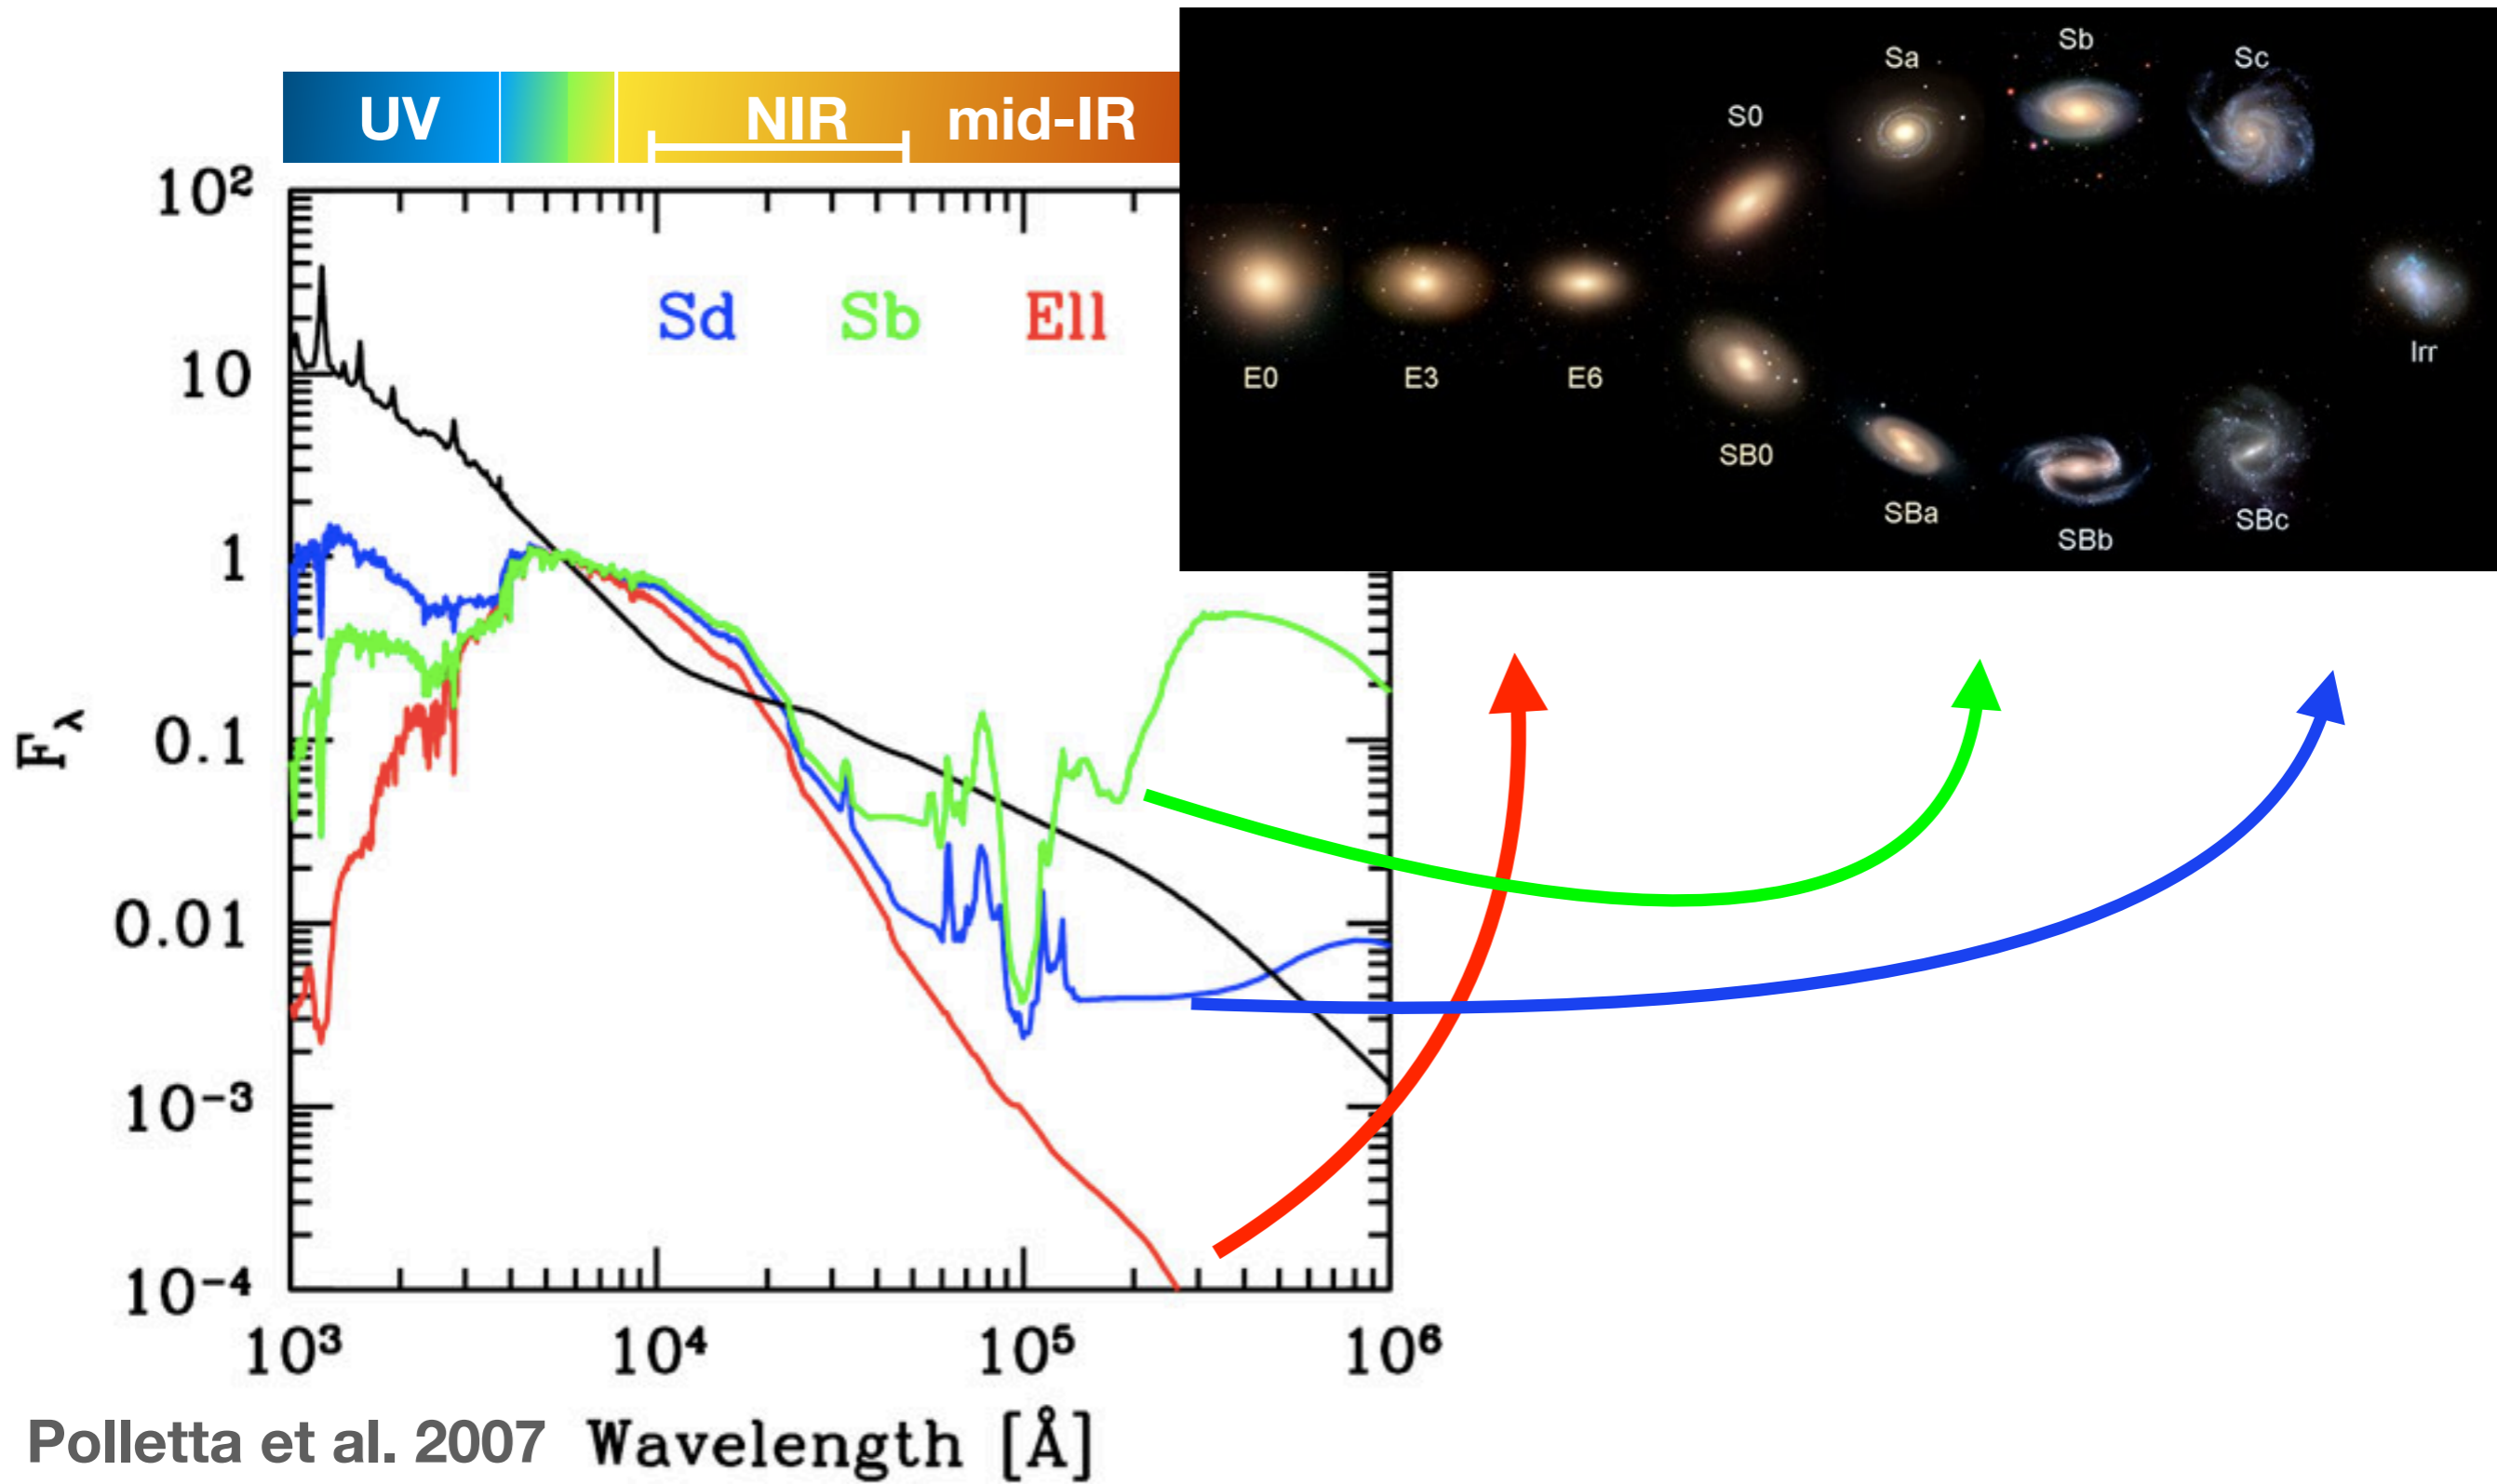 UV NIR mid-IR
Sa Sb Sc
S0
E0 E3 E6
SB0
SBa SBb SBc
Irr
Sd Sb Ell
10²
10
1
0.1
0.01
10⁻³
10⁻⁴
F_λ
10³ 10⁴ 10⁵ 10⁶
Wavelength [Å]
Polletta et al. 2007